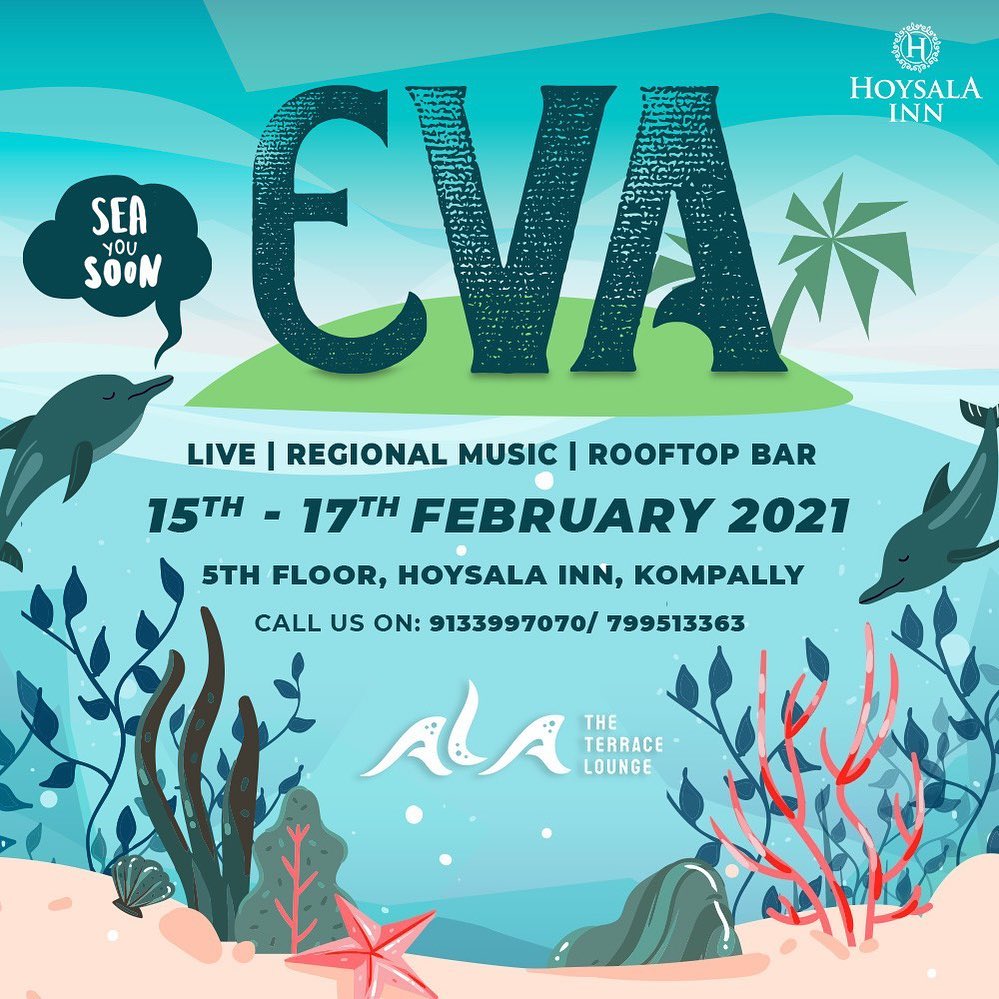 H
HOYSALA
INN
EVA
SEA
YOU
SOON
LIVE | REGIONAL MUSIC | ROOFTOP BAR
15TH - 17TH FEBRUARY 2021
5TH FLOOR, HOYSALA INN, KOMPALLY
CALL US ON: 9133997070/ 799513363
ALA
THE
TERRACE
LOUNGE